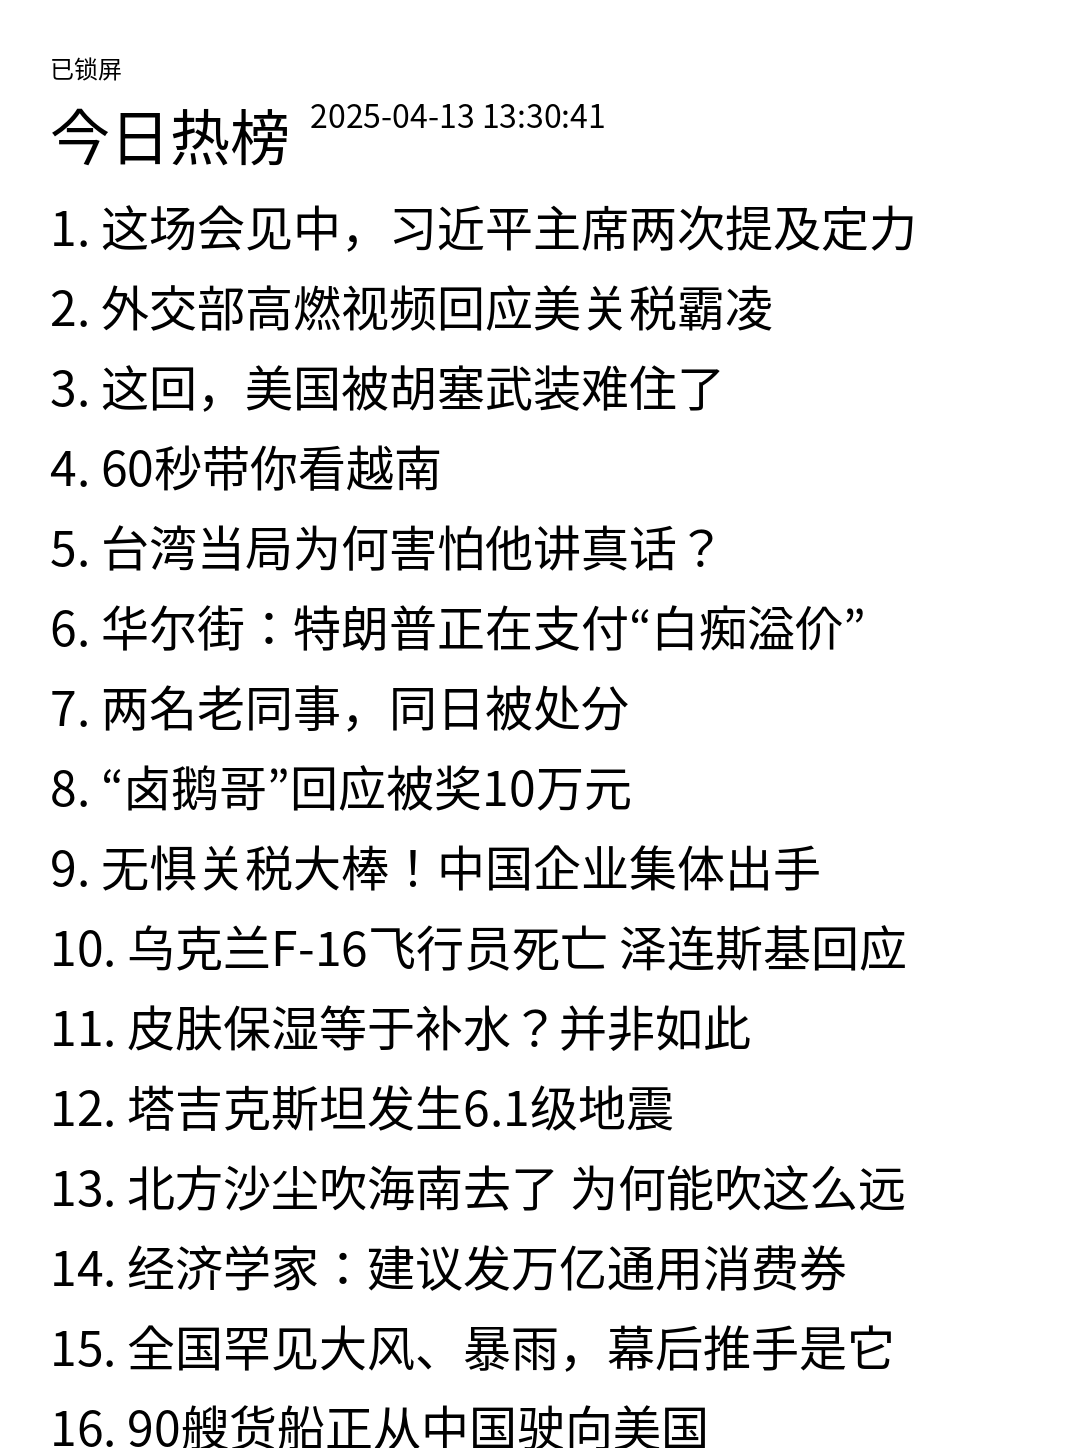 已锁屏
今日热榜 2025-04-13 13:30:41
1. 这场会见中，习近平主席两次提及定力
2. 外交部高燃视频回应美关税霸凌
3. 这回，美国被胡塞武装难住了
4. 60秒带你看越南
5. 台湾当局为何害怕他讲真话？
6. 华尔街：特朗普正在支付“白痴溢价”
7. 两名老同事，同日被处分
8. “卤鹅哥”回应被奖10万元
9. 无惧关税大棒！中国企业集体出手
10. 乌克兰F-16飞行员死亡 泽连斯基回应
11. 皮肤保湿等于补水？并非如此
12. 塔吉克斯坦发生6.1级地震
13. 北方沙尘吹海南去了 为何能吹这么远
14. 经济学家：建议发万亿通用消费券
15. 全国罕见大风、暴雨，幕后推手是它
16. 90艘货船正从中国驶向美国